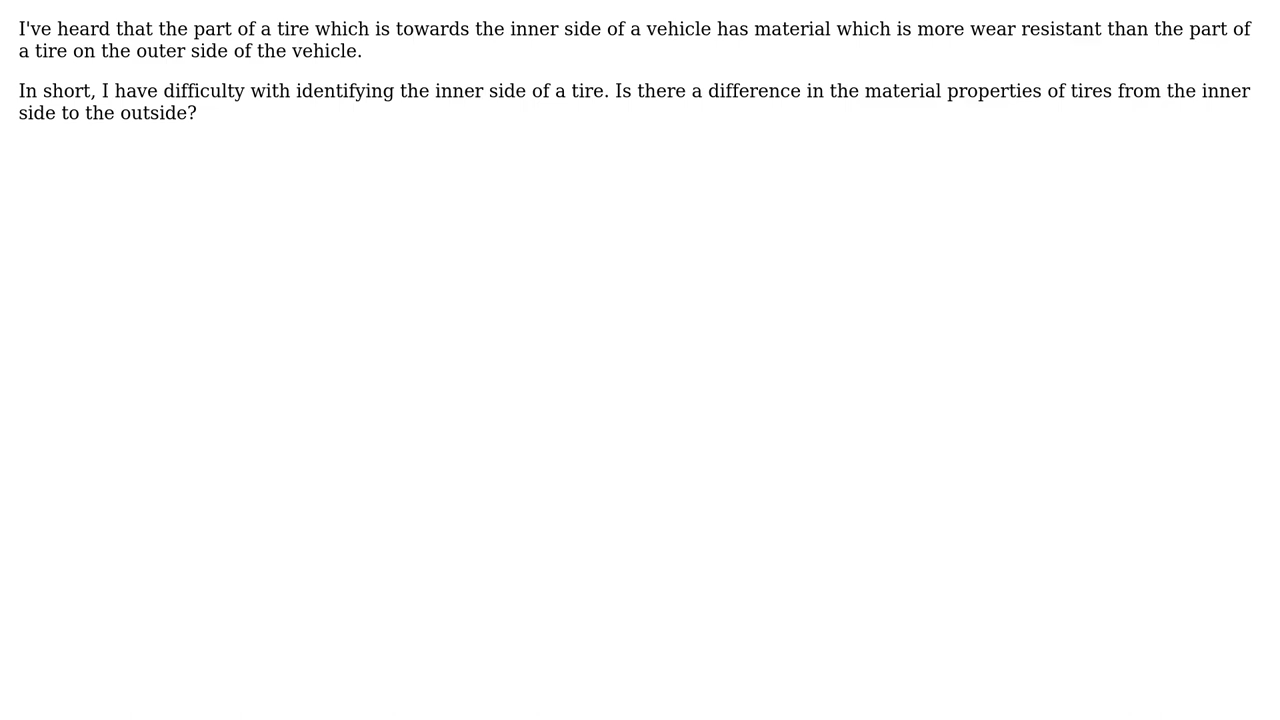 I've heard that the part of a tire which is towards the inner side of a vehicle has material which is more wear resistant than the part of
a tire on the outer side of the vehicle.
In short, I have difficulty with identifying the inner side of a tire. Is there a difference in the material properties of tires from the inner
side to the outside?